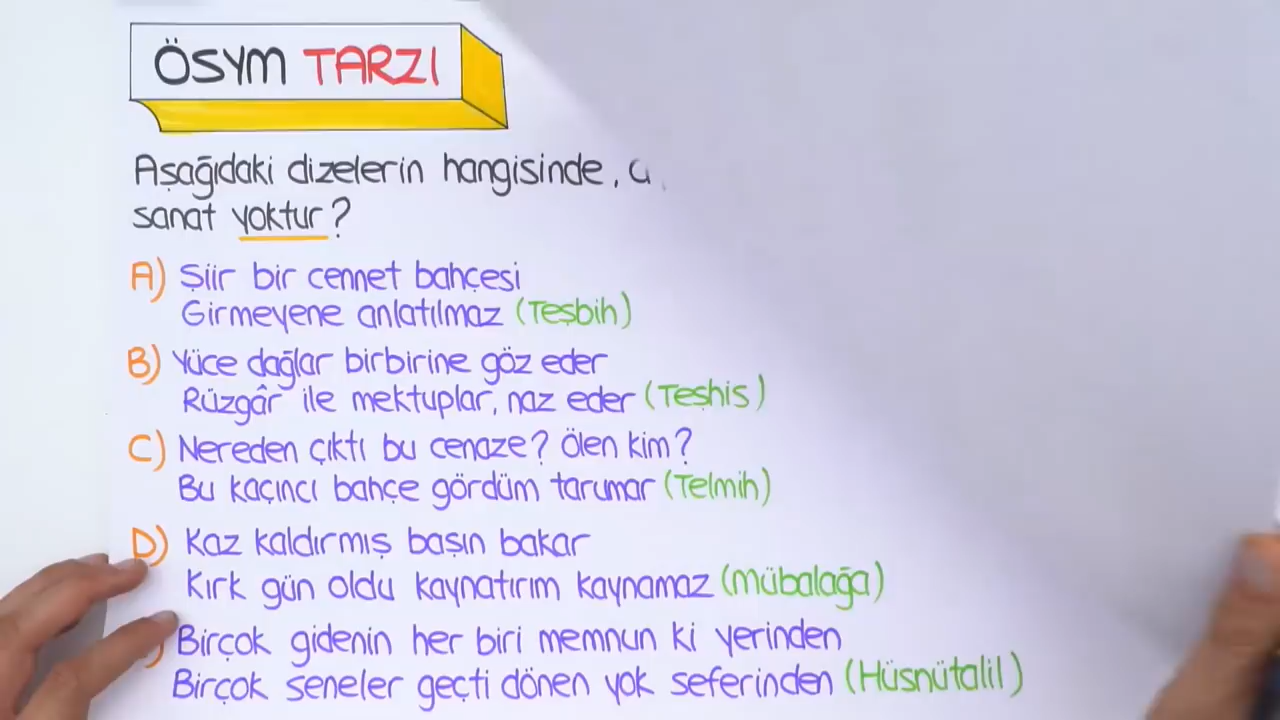 ÖSYM TARZI
Aşağıdaki dizelerin hangisinde,
sanat yoktur?
A) Şiir bir cennet bahçesi
Girmeyene anlatılmaz (Teşbih)
B) Yüce dağlar birbirine göz eder
Rüzgâr ile mektuplar, naz eder (Teshis)
C) Nereden çıktı bu cenaze? Ölen kim?
Bu kaçıncı bahçe gördüm tarumar (Telmih)
D) Kaz kaldırmış başın bakar
Kırk gün oldu kaynatırım kaynamaz (mübalağa)
) Birçok gidenin her biri memnun ki yerinden
Birçok seneler geçti dönen yok seferinden (Hüsnütalil)